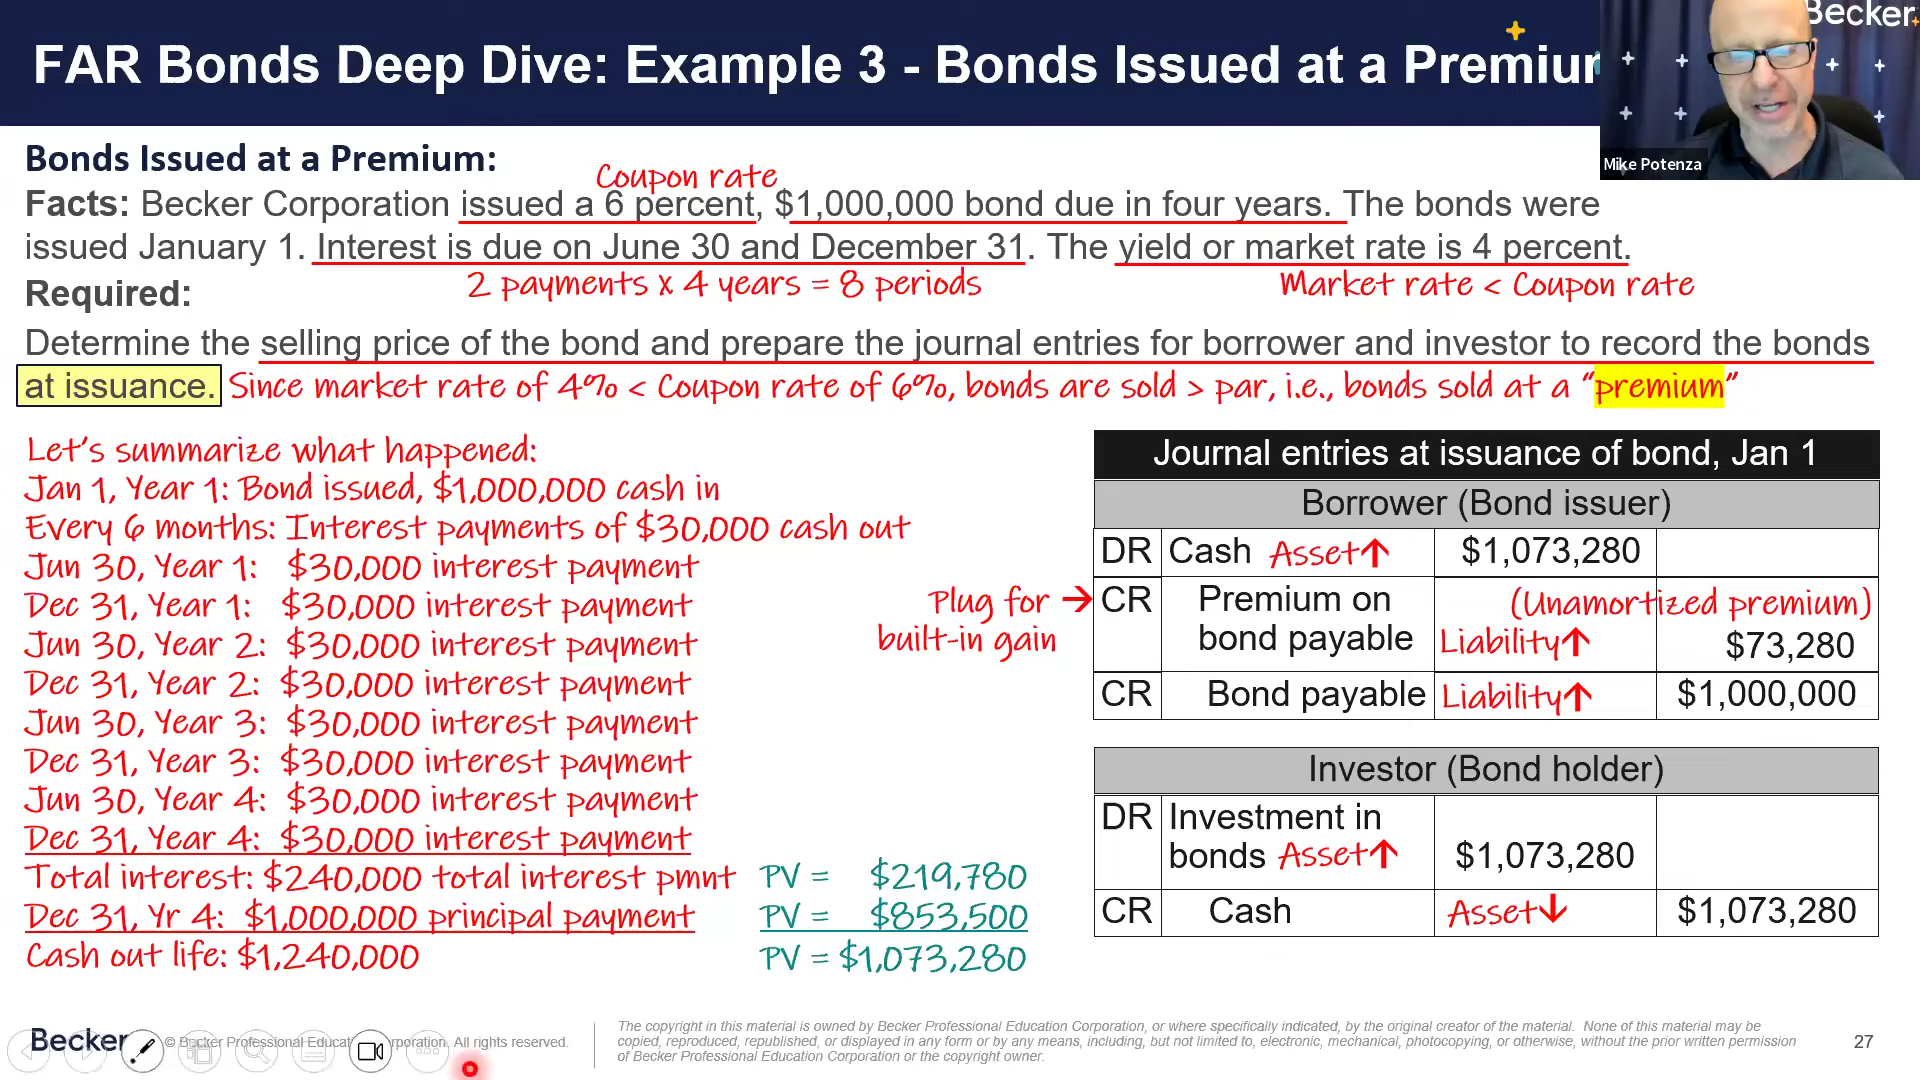 Becker
FAR Bonds Deep Dive: Example 3 - Bonds Issued at a Premiu
Mike Potenza
Bonds Issued at a Premium:
Coupon rate
Facts: Becker Corporation issued a 6 percent, $1,000,000 bond due in four years. The bonds were
issued January 1. Interest is due on June 30 and December 31. The yield or market rate is 4 percent.
2 payments x 4 years = 8 periods
Market rate < Coupon rate
Required:
Determine the selling price of the bond and prepare the journal entries for borrower and investor to record the bonds
at issuance. Since market rate of 4% < Coupon rate of 6%, bonds are sold > par, i.e., bonds sold at a "premium"
Let's summarize what happened:
Jan 1, Year 1: Bond issued, $1,000,000 cash in
Every 6 months: Interest payments of $30,000 cash out
Jun 30, Year 1: $30,000 interest payment
Dec 31, Year 1: $30,000 interest payment
Jun 30, Year 2: $30,000 interest payment
Dec 31, Year 2: $30,000 interest payment
Jun 30, Year 3: $30,000 interest payment
Dec 31, Year 3: $30,000 interest payment
Jun 30, Year 4: $30,000 interest payment
Dec 31, Year 4: $30,000 interest payment
Total interest: $240,000 total interest pmnt PV = $219,780
Dec 31, Yr 4: $1,000,000 principal payment PV = $853,500
Cash out life: $1,240,000 PV = $1,073,280
Plug for →
built-in gain
Journal entries at issuance of bond, Jan 1
Borrower (Bond issuer)
DR Cash Asset↑ $1,073,280
CR Premium on (Unamortized premium)
bond payable Liability↑ $73,280
CR Bond payable Liability↑ $1,000,000
Investor (Bond holder)
DR Investment in
bonds Asset↑ $1,073,280
CR Cash Asset↓ $1,073,280
Becker © Becker Professional Educat rporation. All rights reserved.
The copyright in this material is owned by Becker Professional Education Corporation, or where specifically indicated, by the original creator of the material. None of this material may be
copied, reproduced, republished, or displayed in any form or by any means, including, but not limited to, electronic, mechanical, photocopying, or otherwise, without the prior written permission
of Becker Professional Education Corporation or the copyright owner.
27